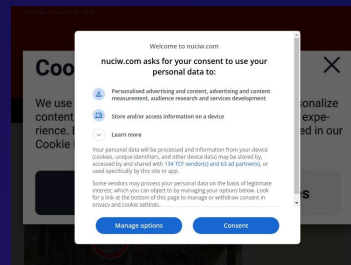 Welcome to nuciw.com
nuciw.com asks for your consent to use your
personal data to:
Personalised advertising and content, advertising and content
measurement, audience research and services development
Store and/or access information on a device
Learn more
Your personal data will be processed and information from your device
(cookies, unique identifiers, and other device data) may be stored by,
accessed by and shared with 134 TCF vendor(s) and 63 ad partner(s), or
used specifically by this site or app.
Some vendors may process your personal data on the basis of legitimate
interest, which you can object to by managing your options below. Look
for a link at the bottom of this page to manage or withdraw consent in
privacy and cookie settings.
Manage options
Consent
Coo
We use
sonalize
content
expe-
rience.
ed in our
Cookie
s